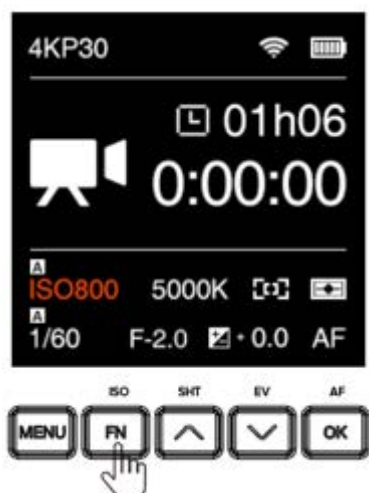 4KP30
L 01h06
0:00:00
A
ISO800 5000K
A
1/60 F-2.0 0.0 AF
ISO SHT EV AF
MENU FN OK